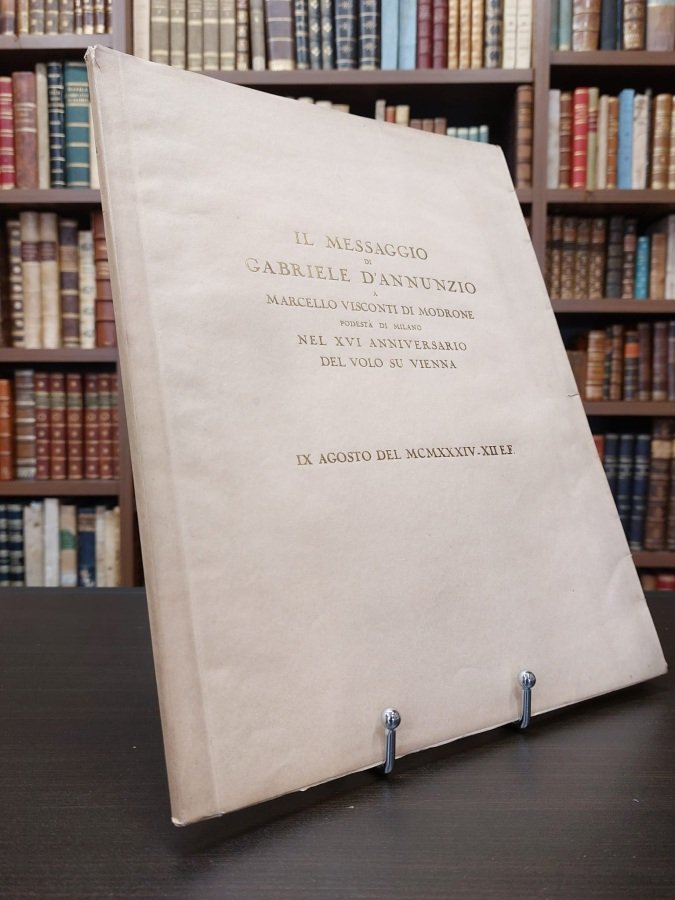 IL MESSAGGIO
DI
GABRIELE D'ANNUNZIO
A
MARCELLO VISCONTI DI MODRONE
PODESTÀ DI MILANO
NEL XVI ANNIVERSARIO
DEL VOLO SU VIENNA
IX AGOSTO DEL MCMXXXIV-XII E.F.